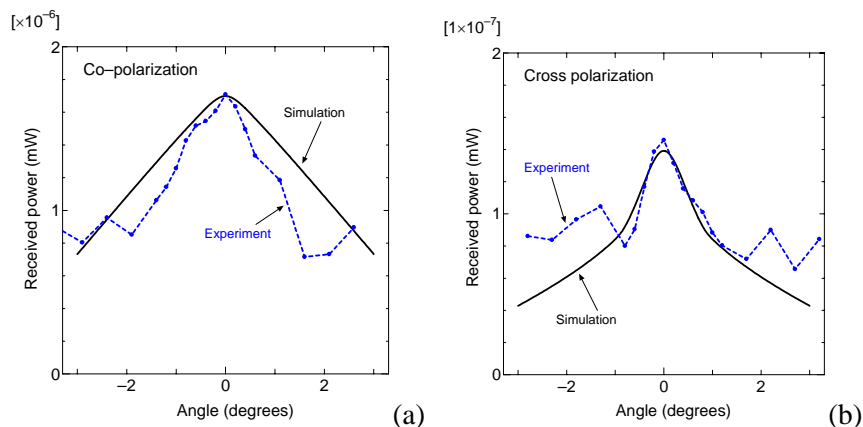 [×10−6]
2
1
0
Received power (mW)
Co–polarization
Simulation
Experiment
−2
0
2
Angle (degrees)
(a)
[1×10−7]
2
1
0
Received power (mW)
Cross polarization
Experiment
Simulation
−2
0
2
Angle (degrees)
(b)